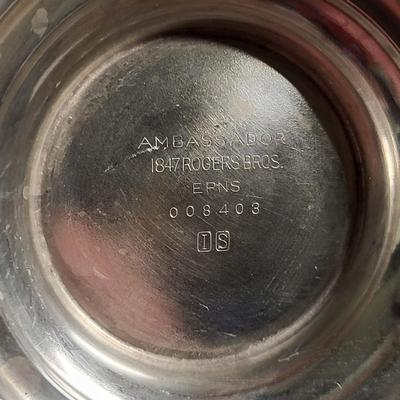 AMBASSADOR
1847 ROGERS BROS.
EPNS
008403
IS